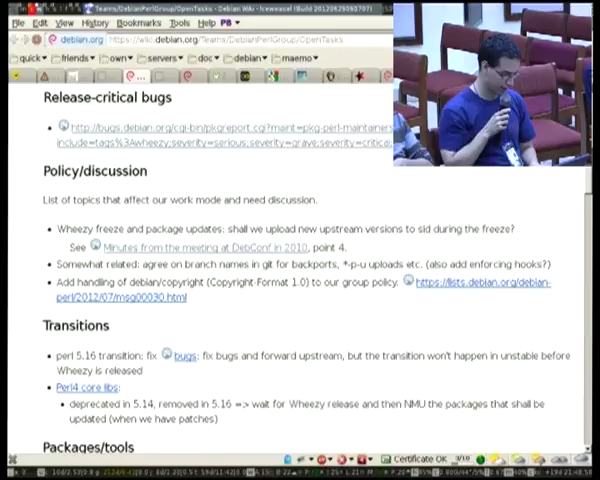 Teams/DebianPerlGroup/OpenTasks - Debian Wiki - Iceweasel (Build 20120629090707)
File Edit View History Bookmarks Tools Help PB
debian.org https://wiki.debian.org/Teams/DebianPerlGroup/OpenTasks
quick friends own servers doc debian maemo
Release-critical bugs
http://bugs.debian.org/cgi-bin/pkgreport.cgi?maint=pkg-perl-maintainers
include=tags%3Awheezy;severity=serious;severity=grave;severity=critical
Policy/discussion
List of topics that affect our work mode and need discussion.
Wheezy freeze and package updates: shall we upload new upstream versions to sid during the freeze?
See Minutes from the meeting at DebConf in 2010, point 4.
Somewhat related: agree on branch names in git for backports, *-p-u uploads etc. (also add enforcing hooks?)
Add handling of debian/copyright (Copyright-Format 1.0) to our group policy. https://lists.debian.org/debian-
perl/2012/07/msg00030.html
Transitions
perl 5.16 transition: fix bugs: fix bugs and forward upstream, but the transition won't happen in unstable before
Wheezy is released
Perl4 core libs:
deprecated in 5.14, removed in 5.16 => wait for Wheezy release and then NMU the packages that shall be
updated (when we have patches)
Packages/tools
Certificate OK